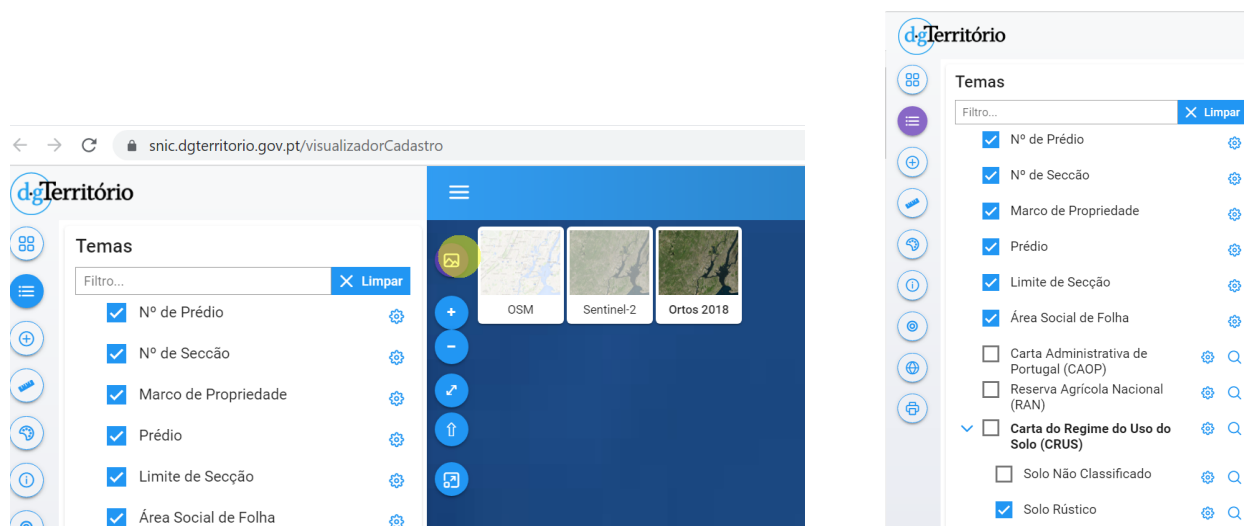 snic.dgterritorio.gov.pt/visualizadorCadastro
dgTerritório
Temas
Filtro...
Limpar
Nº de Prédio
Nº de Seccão
Marco de Propriedade
Prédio
Limite de Secção
Área Social de Folha
OSM
Sentinel-2
Ortos 2018
dgTerritório
Temas
Filtro...
Limpar
Nº de Prédio
Nº de Seccão
Marco de Propriedade
Prédio
Limite de Secção
Área Social de Folha
Carta Administrativa de
Portugal (CAOP)
Reserva Agrícola Nacional
(RAN)
Carta do Regime do Uso do
Solo (CRUS)
Solo Não Classificado
Solo Rústico